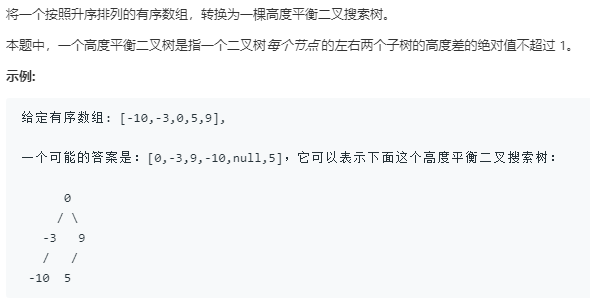 将一个按照升序排列的有序数组，转换为一棵高度平衡二叉搜索树。
本题中，一个高度平衡二叉树是指一个二叉树每个节点的左右两个子树的高度差的绝对值不超过 1。
示例:
给定有序数组: [-10,-3,0,5,9],
一个可能的答案是：[0,-3,9,-10,null,5]，它可以表示下面这个高度平衡二叉搜索树：
0
/ \
-3 9
/ /
-10 5